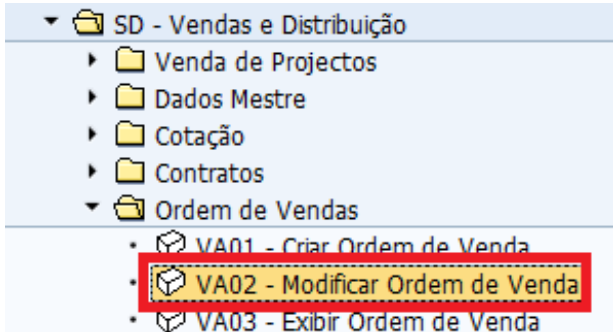 SD - Vendas e Distribuição
Venda de Projectos
Dados Mestre
Cotação
Contratos
Ordem de Vendas
VA01 - Criar Ordem de Venda
VA02 - Modificar Ordem de Venda
VA03 - Exibir Ordem de Venda